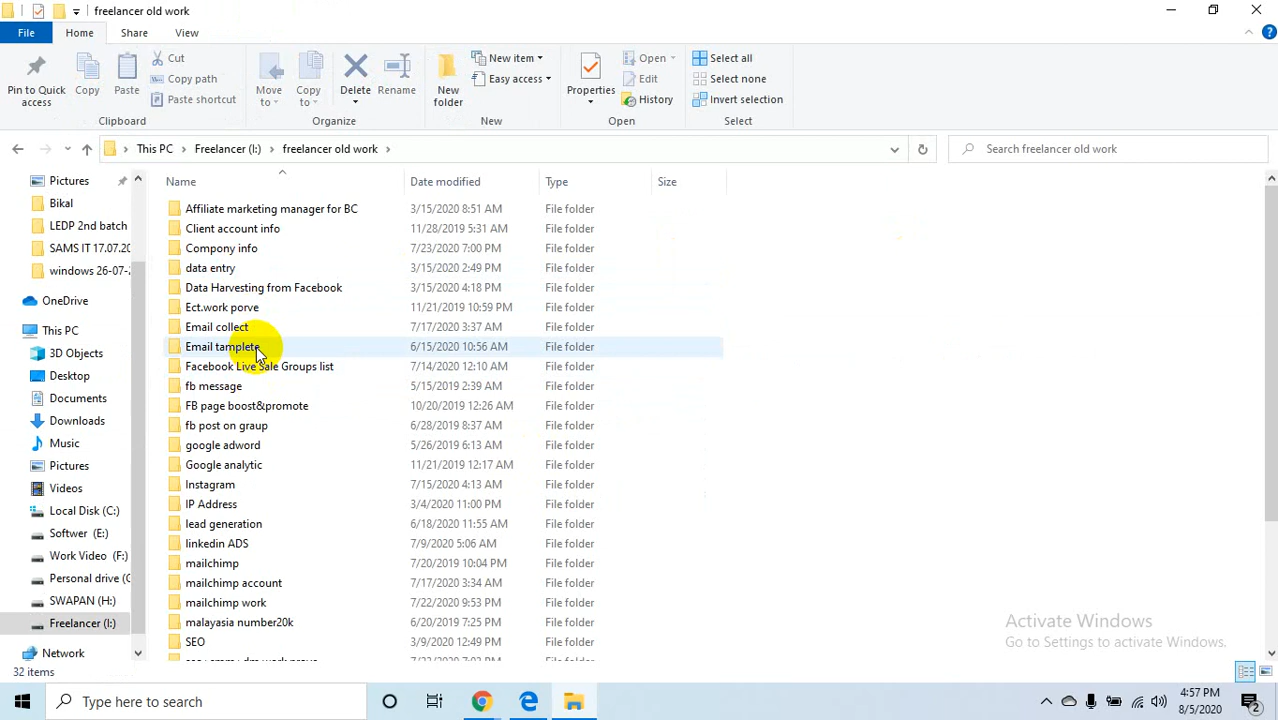 freelancer old work
File Home Share View
Pin to Quick access
Copy
Paste
Cut
Copy path
Paste shortcut
Clipboard
Move to
Copy to
Delete
Rename
Organize
New folder
New item
Easy access
New
Properties
Open
Edit
History
Open
Select all
Select none
Invert selection
Select
This PC Freelancer (I:) freelancer old work
Search freelancer old work
Pictures
Bikal
LEDP 2nd batch
SAMS IT 17.07.20
windows 26-07-2
OneDrive
This PC
3D Objects
Desktop
Documents
Downloads
Music
Pictures
Videos
Local Disk (C:)
Softwer (E:)
Work Video (F:)
Personal drive (G
SWAPAN (H:)
Freelancer (I:)
Network
Name Date modified Type Size
Affiliate marketing manager for BC 3/15/2020 8:51 AM File folder
Client account info 11/28/2019 5:31 AM File folder
Compony info 7/23/2020 7:00 PM File folder
data entry 3/15/2020 2:49 PM File folder
Data Harvesting from Facebook 3/15/2020 4:18 PM File folder
Ect.work porve 11/21/2019 10:59 PM File folder
Email collect 7/17/2020 3:37 AM File folder
Email tamplete 6/15/2020 10:56 AM File folder
Facebook Live Sale Groups list 7/14/2020 12:10 AM File folder
fb message 5/15/2019 2:39 AM File folder
FB page boost&promote 10/20/2019 12:26 AM File folder
fb post on graup 6/28/2019 8:37 AM File folder
google adword 5/26/2019 6:13 AM File folder
Google analytic 11/21/2019 12:17 AM File folder
Instagram 7/15/2020 4:13 AM File folder
IP Address 3/4/2020 11:00 PM File folder
lead generation 6/18/2020 11:55 AM File folder
linkedin ADS 7/9/2020 5:06 AM File folder
mailchimp 7/20/2019 10:04 PM File folder
mailchimp account 7/17/2020 3:34 AM File folder
mailchimp work 7/22/2020 9:53 PM File folder
malayasia number20k 6/20/2019 7:25 PM File folder
SEO 3/9/2020 12:49 PM File folder
Activate Windows
Go to Settings to activate Windows.
32 items
Type here to search
4:57 PM
8/5/2020
2